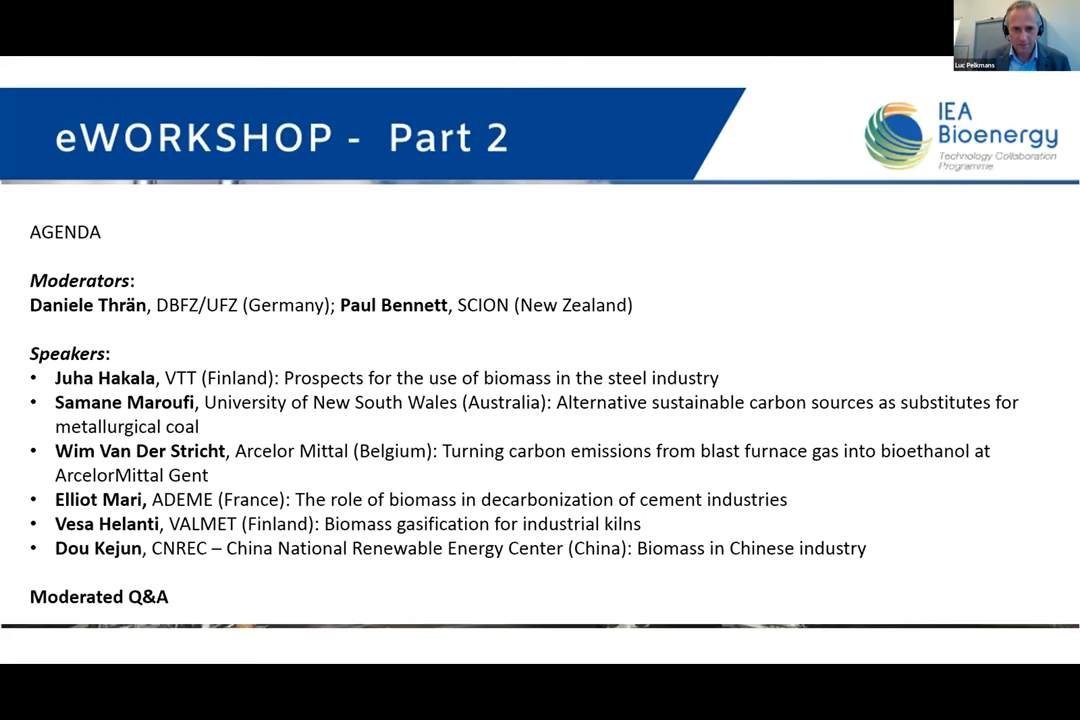 Luc Pelkmans
eWORKSHOP - Part 2
IEA
Bioenergy
Technology Collaboration
Programme
AGENDA
Moderators:
Daniele Thrän, DBFZ/UFZ (Germany); Paul Bennett, SCION (New Zealand)
Speakers:
• Juha Hakala, VTT (Finland): Prospects for the use of biomass in the steel industry
• Samane Maroufi, University of New South Wales (Australia): Alternative sustainable carbon sources as substitutes for
metallurgical coal
• Wim Van Der Stricht, Arcelor Mittal (Belgium): Turning carbon emissions from blast furnace gas into bioethanol at
ArcelorMittal Gent
• Elliot Mari, ADEME (France): The role of biomass in decarbonization of cement industries
• Vesa Helanti, VALMET (Finland): Biomass gasification for industrial kilns
• Dou Kejun, CNREC – China National Renewable Energy Center (China): Biomass in Chinese industry
Moderated Q&A